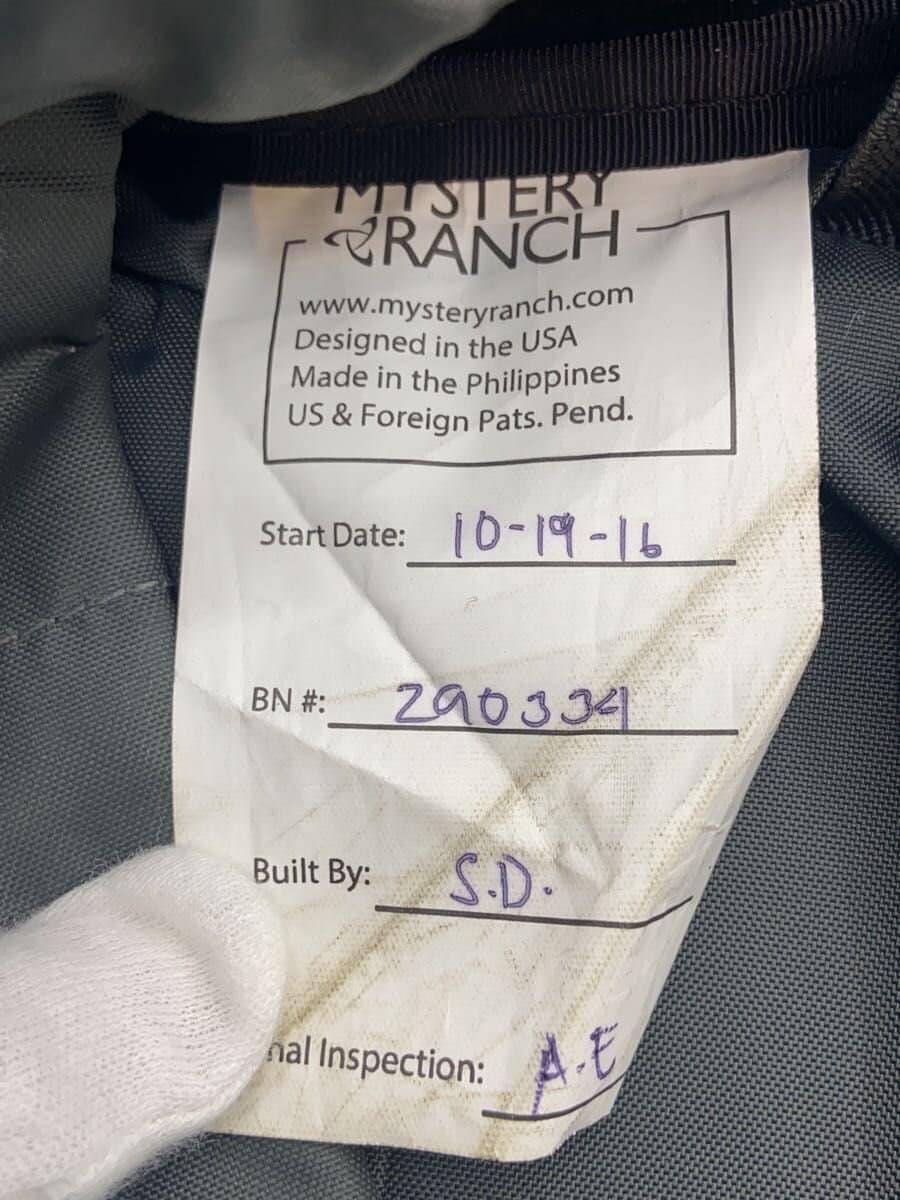 MYSTERY
RANCH
www.mysteryranch.com
Designed in the USA
Made in the Philippines
US & Foreign Pats. Pend.
Start Date: 10-19-16
BN #: 290334
Built By: S.D.
nal Inspection: A.E